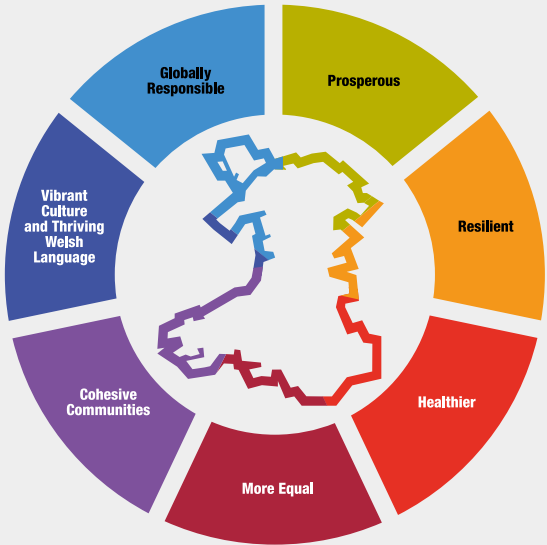 Globally
Responsible
Prosperous
Resilient
Healthier
More Equal
Cohesive
Communities
Vibrant
Culture
and Thriving
Welsh
Language